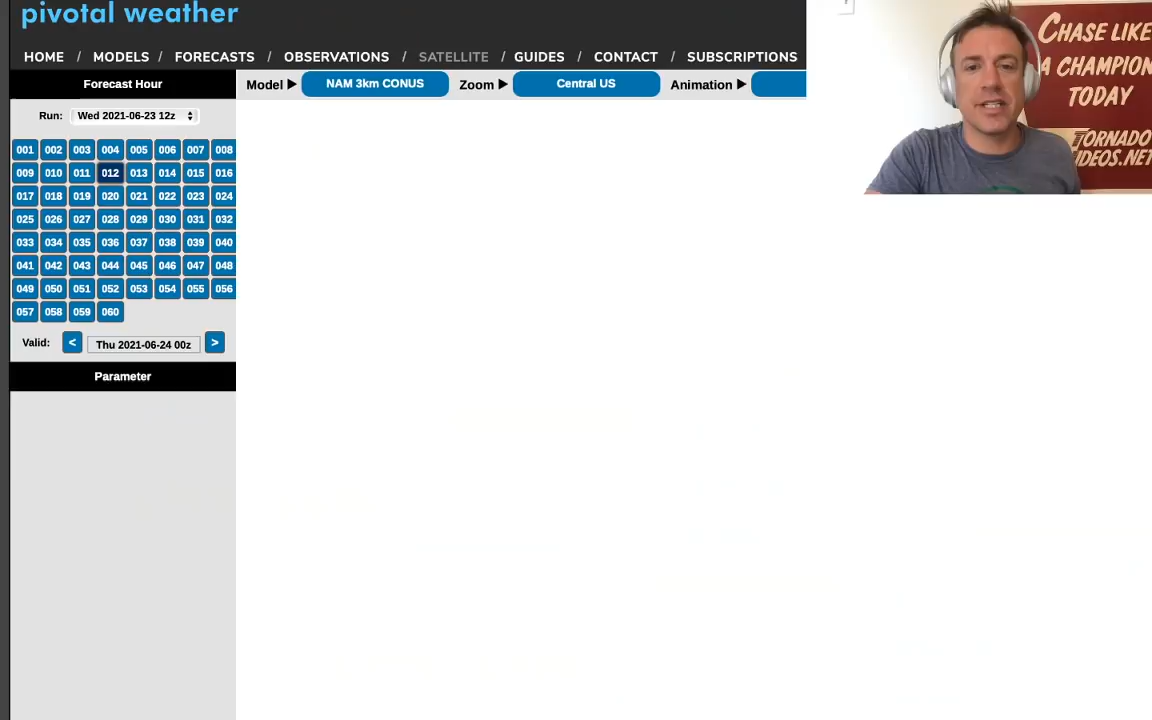 pivotal weather
HOME / MODELS / FORECASTS / OBSERVATIONS / SATELLITE / GUIDES / CONTACT / SUBSCRIPTIONS
Forecast Hour
Model ▶ NAM 3km CONUS Zoom ▶ Central US Animation ▶
Run: Wed 2021-06-23 12z
001 002 003 004 005 006 007 008
009 010 011 012 013 014 015 016
017 018 019 020 021 022 023 024
025 026 027 028 029 030 031 032
033 034 035 036 037 038 039 040
041 042 043 044 045 046 047 048
049 050 051 052 053 054 055 056
057 058 059 060
Valid: < Thu 2021-06-24 00z >
Parameter
CHASE LIKE
A CHAMPION
TODAY
TORNADO
VIDEOS.NET